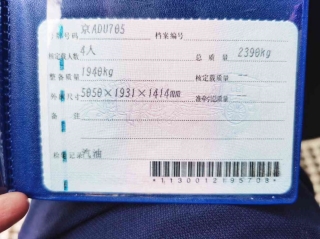 号牌号码 京ADU705 档案编号
核定载人数 4人 总质量 2390kg
整备质量 1940kg 核定载质量 --
外廓尺寸 5050×1931×1414mm 准牵引总质量 --
备注
检验记录 汽油